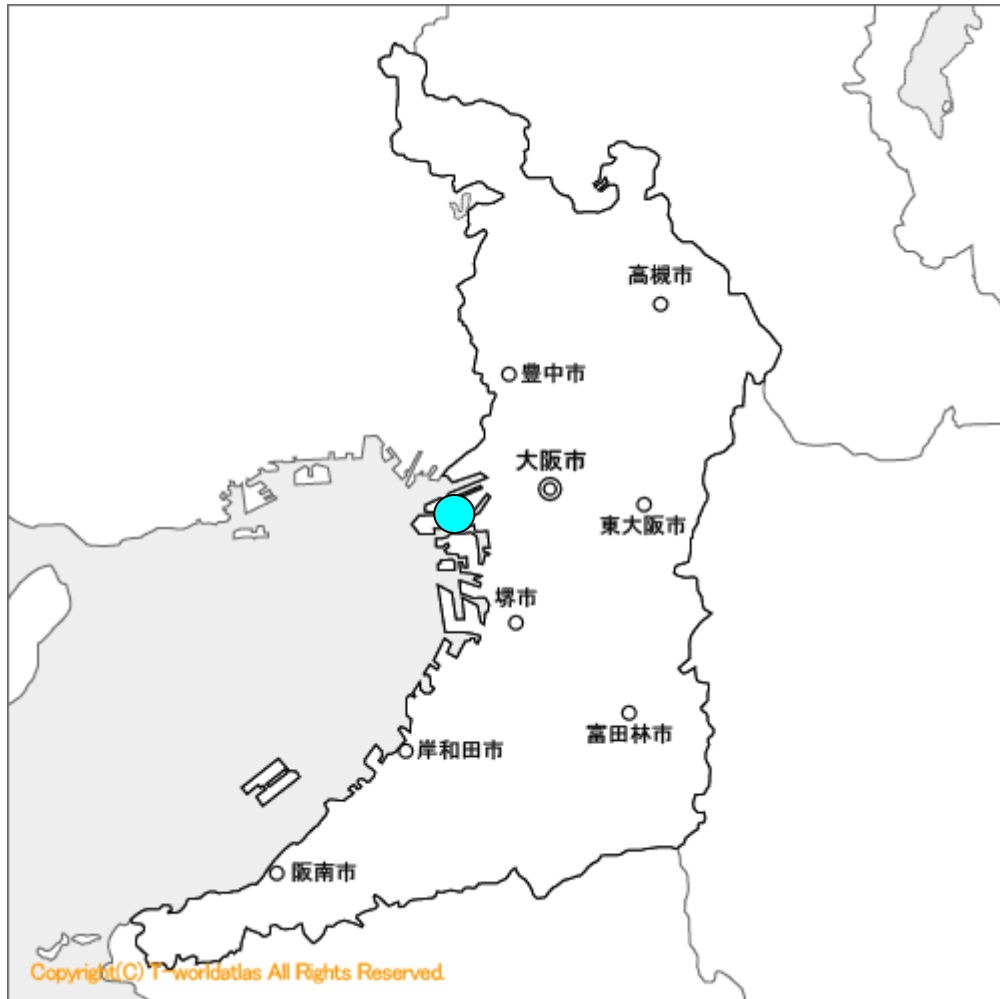 高槻市
豊中市
大阪市
東大阪市
堺市
富田林市
岸和田市
阪南市
Copyright(C) T-worldatlas All Rights Reserved.